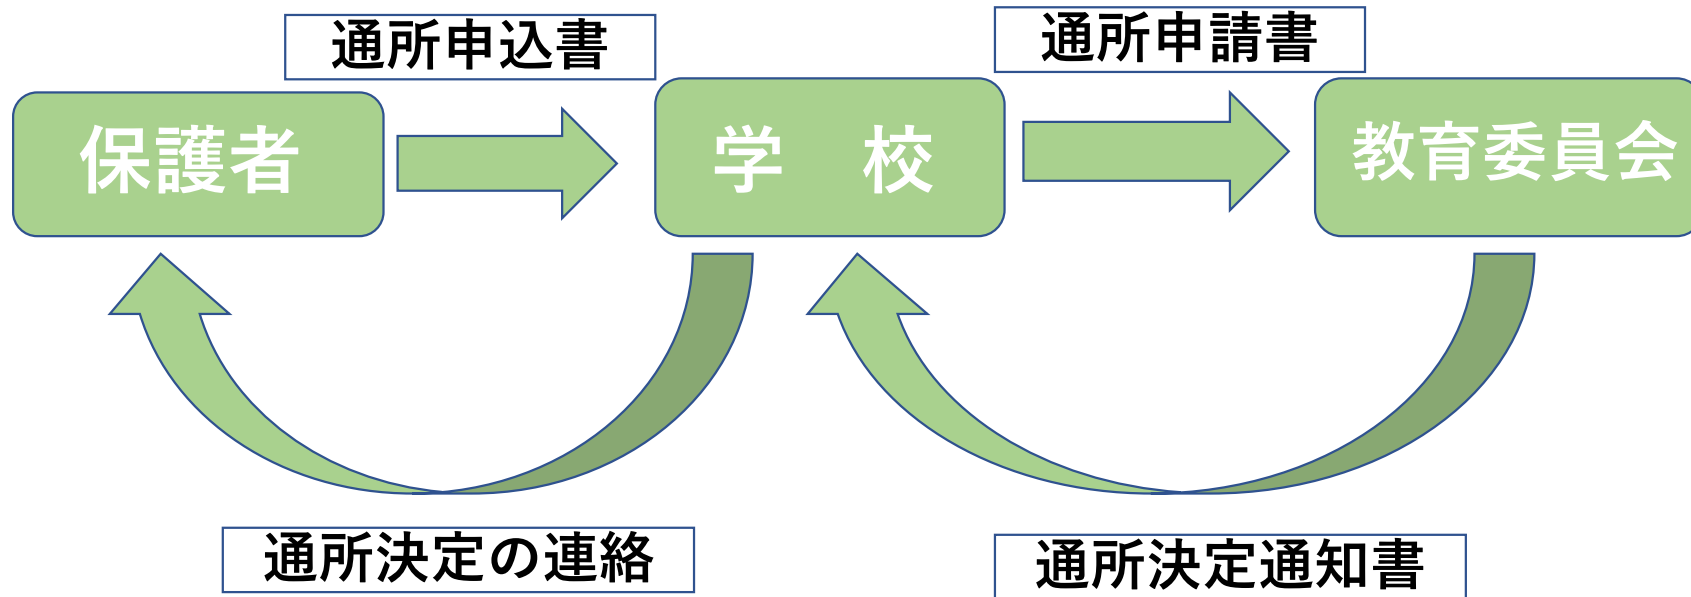 通所申込書
通所申請書
保護者
学　校
教育委員会
通所決定の連絡
通所決定通知書